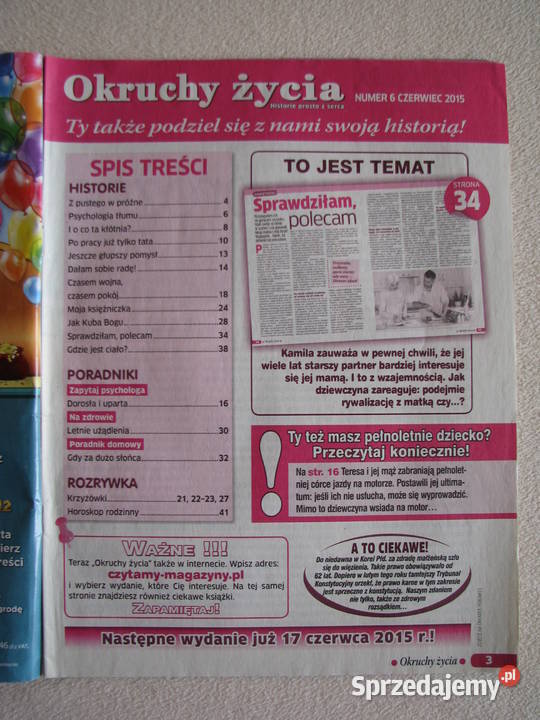 Okruchy życia
Historie prosto z serca
NUMER 6 CZERWIEC 2015
Ty także podziel się z nami swoją historią!
SPIS TREŚCI
HISTORIE
Z pustego w próżne 4
Psychologia tłumu 6
I o co ta kłótnia? 8
Po pracy już tylko tata 10
Jeszcze głupszy pomysł 13
Dałam sobie radę! 14
Czasem wojna,
czasem pokój 18
Moja księżniczka 24
Jak Kuba Bogu 28
Sprawdziłam, polecam 34
Gdzie jest ciało? 38
PORADNIKI
Zapytaj psychologa
Dorosła i uparta 16
Na zdrowie
Letnie użądlenia 30
Poradnik domowy
Gdy za dużo słońca 32
ROZRYWKA
Krzyżówki 21, 22–23, 27
Horoskop rodzinny 41
TO JEST TEMAT
STRONA
34
Sprawdziłam,
polecam
Kamila zauważa w pewnej chwili, że jej
wiele lat starszy partner bardziej interesuje
się jej mamą. I to z wzajemnością. Jak
dziewczyna zareaguje: podejmie
rywalizację z matką czy...?
Ty też masz pełnoletnie dziecko?
Przeczytaj koniecznie!
Na str. 16 Teresa i jej mąż zabraniają pełnolet-
niej córce jazdy na motorze. Postawili jej ultima-
tum: jeśli ich nie usłucha, może się wyprowadzić.
Mimo to dziewczyna wsiada na motor…
WAŻNE !!!
Teraz „Okruchy życia” także w internecie. Wpisz adres:
czytamy-magazyny.pl
i wybierz wydanie, które Cię interesuje. Na tej samej
stronie znajdziesz również ciekawe książki.
ZAPAMIĘTAJ!
A TO CIEKAWE!
Do niedawna w Korei Płd. za zdradę małżeńską szło
się do więzienia. Takie prawo obowiązywało od
62 lat. Dopiero w lutym tego roku tamtejszy Trybunał
Konstytucyjny orzekł, że prawo karne w tym zakresie
jest sprzeczne z konstytucją. Naszym zdaniem
nie tylko, także ze zdrowym
rozsądkiem…
Następne wydanie już 17 czerwca 2015 r.!
Okruchy życia 3
Sprzedajemy.pl